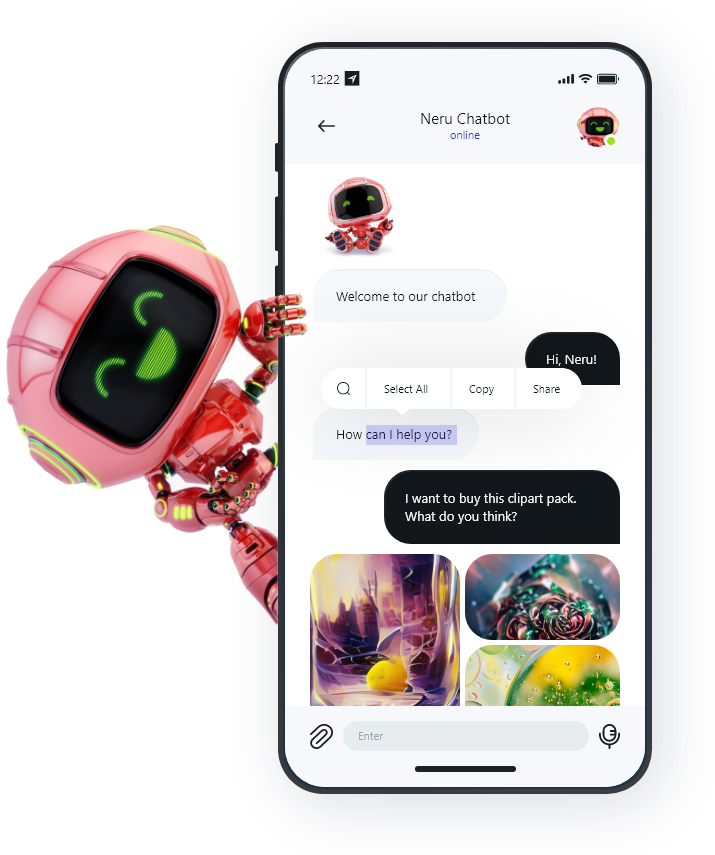 12:22
Neru Chatbot
online
Welcome to our chatbot
Hi, Neru!
Select All
Copy
Share
How can I help you?
I want to buy this clipart pack.
What do you think?
Enter